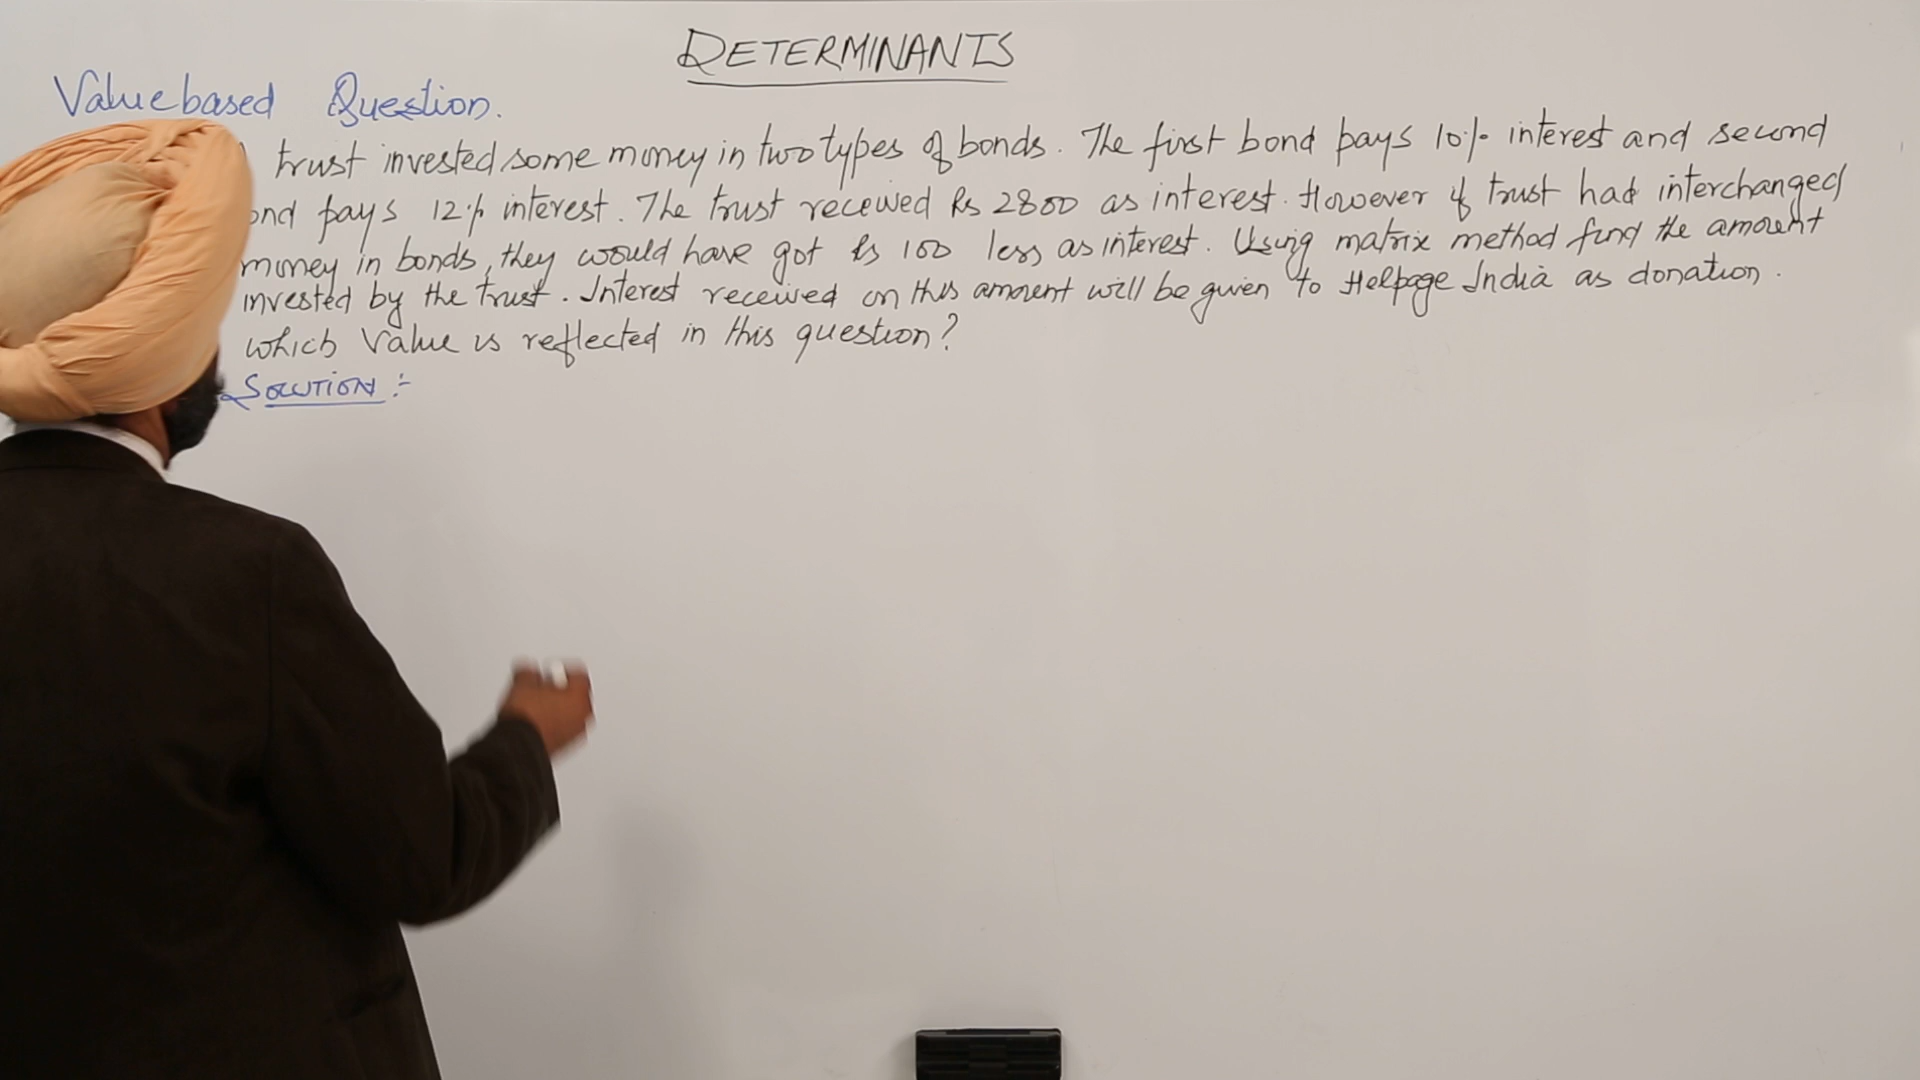 DETERMINANTS
Value based Question.
trust invested some money in two types of bonds. The first bond pays 10% interest and second
ond pays 12% interest. The trust received Rs 2800 as interest. However if trust had interchanged
money in bonds, they would have got Rs 100 less as interest. Using matrix method find the amount
invested by the trust. Interest received on this amount will be given to Helpage India as donation.
which Value is reflected in this question?
SOLUTION :-